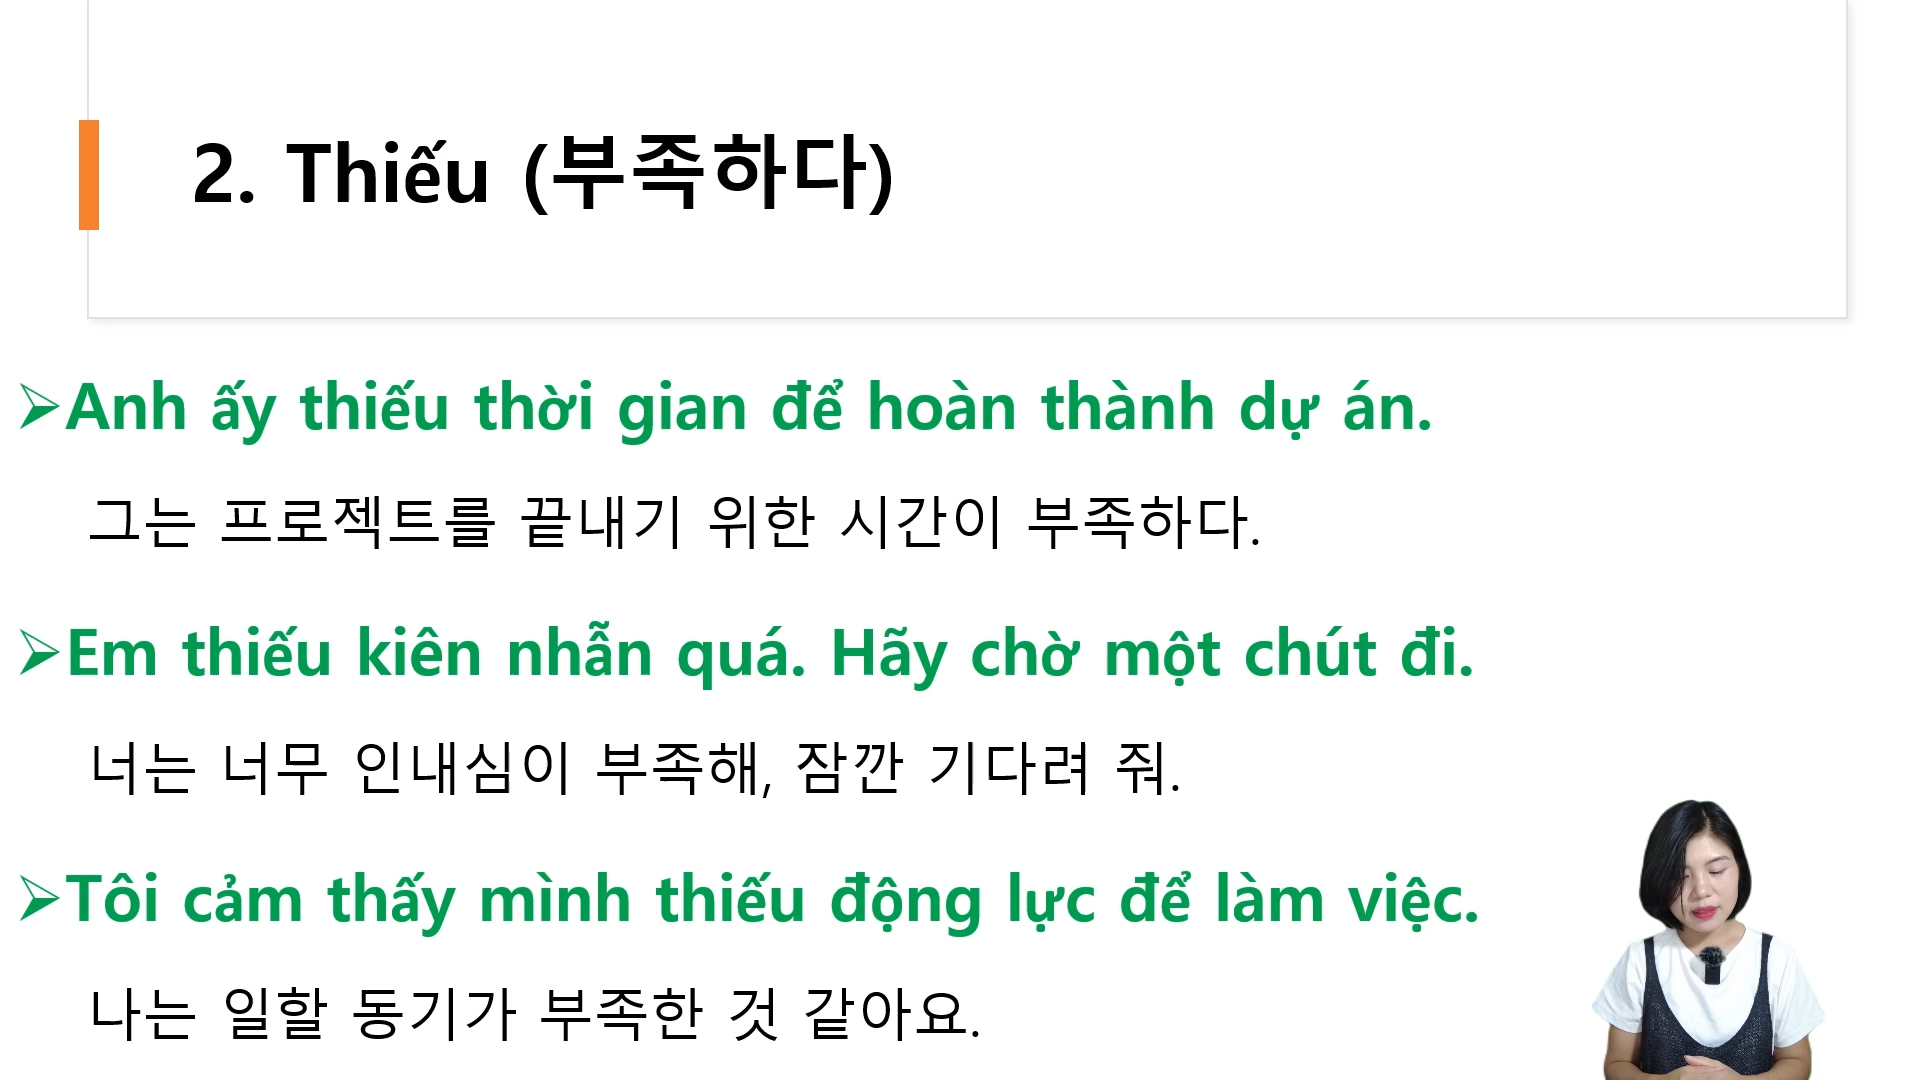 2. Thiếu (부족하다)
➢Anh ấy thiếu thời gian để hoàn thành dự án.
그는 프로젝트를 끝내기 위한 시간이 부족하다.
➢Em thiếu kiên nhẫn quá. Hãy chờ một chút đi.
너는 너무 인내심이 부족해, 잠깐 기다려 줘.
➢Tôi cảm thấy mình thiếu động lực để làm việc.
나는 일할 동기가 부족한 것 같아요.